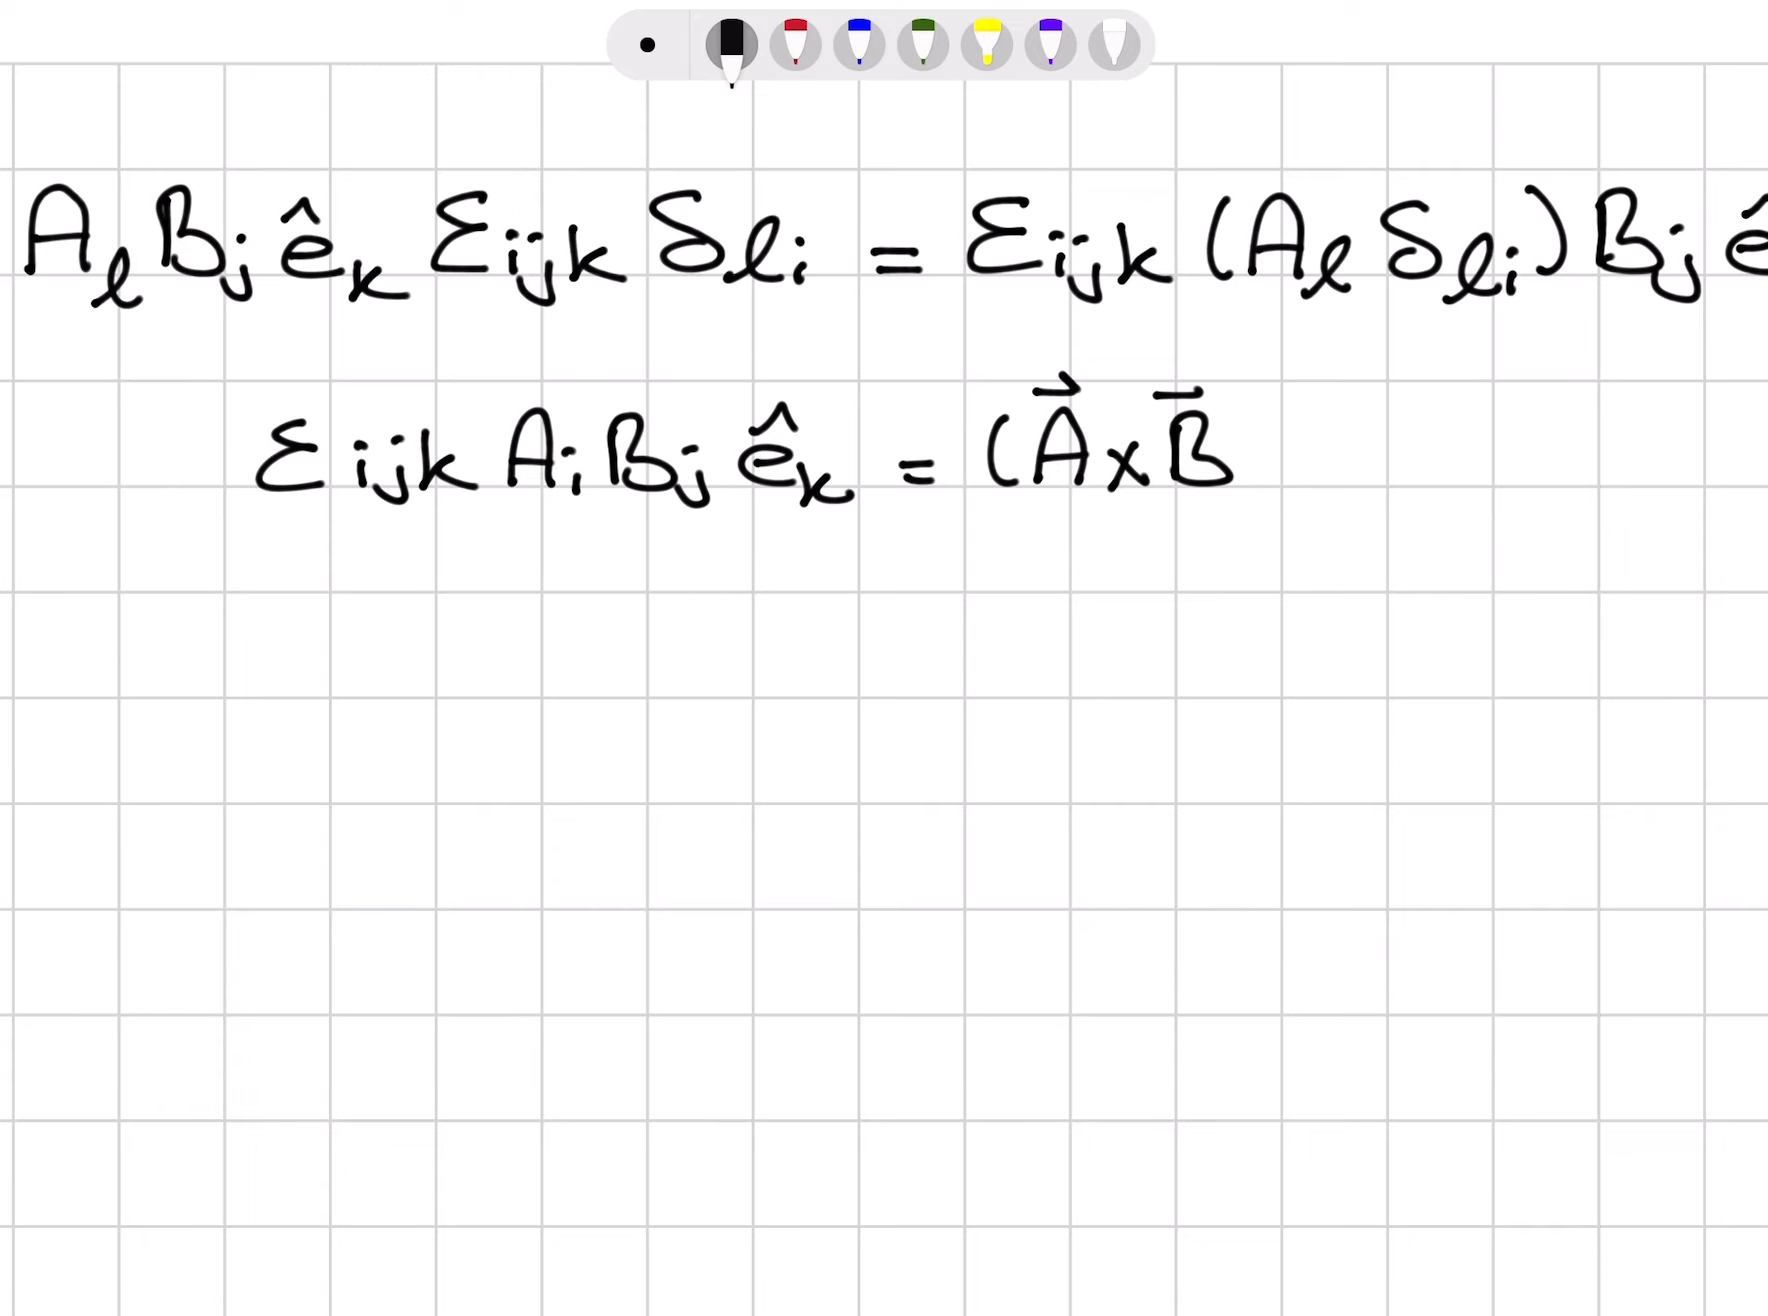 A_l B_j ê_k ε_ijk δ_li = ε_ijk (A_l δ_li) B_j ê
ε_ijk A_i B_j ê_k = (A⃗ × B̄